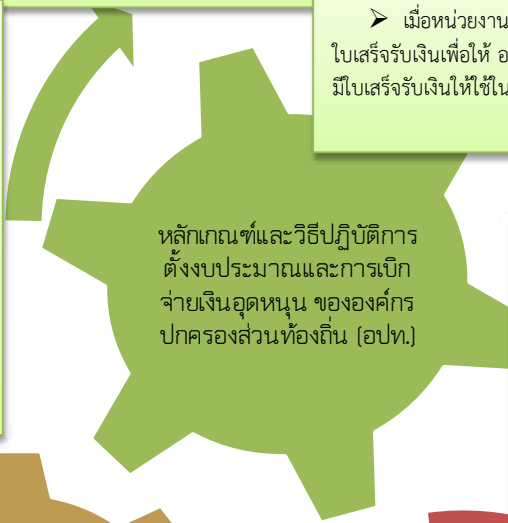 ➢ เมื่อหน่วยงาน
ใบเสร็จรับเงินเพื่อให้ อ
มีใบเสร็จรับเงินให้ใช้ใน
หลักเกณฑ์และวิธีปฏิบัติการ
ตั้งงบประมาณและการเบิก
จ่ายเงินอุดหนุน ขององค์กร
ปกครองส่วนท้องถิ่น (อปท.)